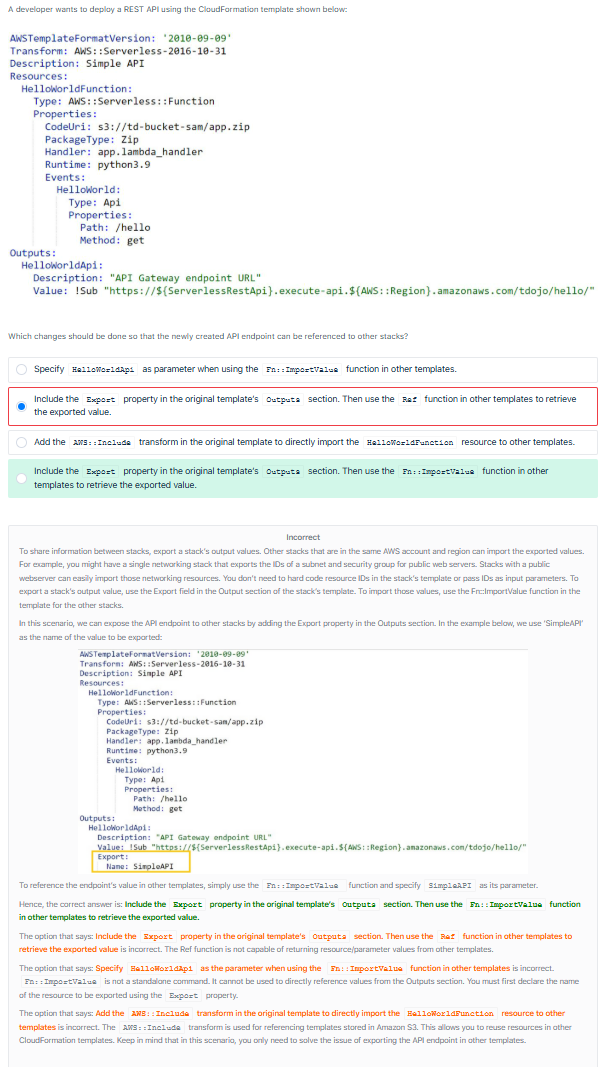 A developer wants to deploy a REST API using the CloudFormation template shown below:
AWSTemplateFormatVersion: '2010-09-09'
Transform: AWS::Serverless-2016-10-31
Description: Simple API
Resources:
  HelloWorldFunction:
    Type: AWS::Serverless::Function
    Properties:
      CodeUri: s3://td-bucket-sam/app.zip
      PackageType: Zip
      Handler: app.lambda_handler
      Runtime: python3.9
      Events:
        HelloWorld:
          Type: Api
          Properties:
            Path: /hello
            Method: get
Outputs:
  HelloWorldApi:
    Description: "API Gateway endpoint URL"
    Value: !Sub "https://${ServerlessRestApi}.execute-api.${AWS::Region}.amazonaws.com/tdojo/hello/"
Which changes should be done so that the newly created API endpoint can be referenced to other stacks?
Specify HelloWorldApi as parameter when using the Fn::ImportValue function in other templates.
Include the Export property in the original template's Outputs section. Then use the Ref function in other templates to retrieve
the exported value.
Add the AWS::Include transform in the original template to directly import the HelloWorldFunction resource to other templates.
Include the Export property in the original template's Outputs section. Then use the Fn::ImportValue function in other
templates to retrieve the exported value.
Incorrect
To share information between stacks, export a stack's output values. Other stacks that are in the same AWS account and region can import the exported values.
For example, you might have a single networking stack that exports the IDs of a subnet and security group for public web servers. Stacks with a public
webserver can easily import those networking resources. You don't need to hard code resource IDs in the stack's template or pass IDs as input parameters. To
export a stack's output value, use the Export field in the Output section of the stack's template. To import those values, use the Fn::ImportValue function in the
template for the other stacks.
In this scenario, we can expose the API endpoint to other stacks by adding the Export property in the Outputs section. In the example below, we use 'SimpleAPI'
as the name of the value to be exported:
AWSTemplateFormatVersion: '2010-09-09'
Transform: AWS::Serverless-2016-10-31
Description: Simple API
Resources:
  HelloWorldFunction:
    Type: AWS::Serverless::Function
    Properties:
      CodeUri: s3://td-bucket-sam/app.zip
      PackageType: Zip
      Handler: app.lambda_handler
      Runtime: python3.9
      Events:
        HelloWorld:
          Type: Api
          Properties:
            Path: /hello
            Method: get
Outputs:
  HelloWorldApi:
    Description: "API Gateway endpoint URL"
    Value: !Sub "https://${ServerlessRestApi}.execute-api.${AWS::Region}.amazonaws.com/tdojo/hello/"
    Export:
      Name: SimpleAPI
To reference the endpoint's value in other templates, simply use the Fn::ImportValue function and specify SimpleAPI as its parameter.
Hence, the correct answer is: Include the Export property in the original template's Outputs section. Then use the Fn::ImportValue function
in other templates to retrieve the exported value.
The option that says: Include the Export property in the original template's Outputs section. Then use the Ref function in other templates to
retrieve the exported value is incorrect. The Ref function is not capable of returning resource/parameter values from other templates.
The option that says: Specify HelloWorldApi as the parameter when using the Fn::ImportValue function in other templates is incorrect.
Fn::ImportValue is not a standalone command. It cannot be used to directly reference values from the Outputs section. You must first declare the name
of the resource to be exported using the Export property.
The option that says: Add the AWS::Include transform in the original template to directly import the HelloWorldFunction resource to other
templates is incorrect. The AWS::Include transform is used for referencing templates stored in Amazon S3. This allows you to reuse resources in other
CloudFormation templates. Keep in mind that in this scenario, you only need to solve the issue of exporting the API endpoint in other templates.